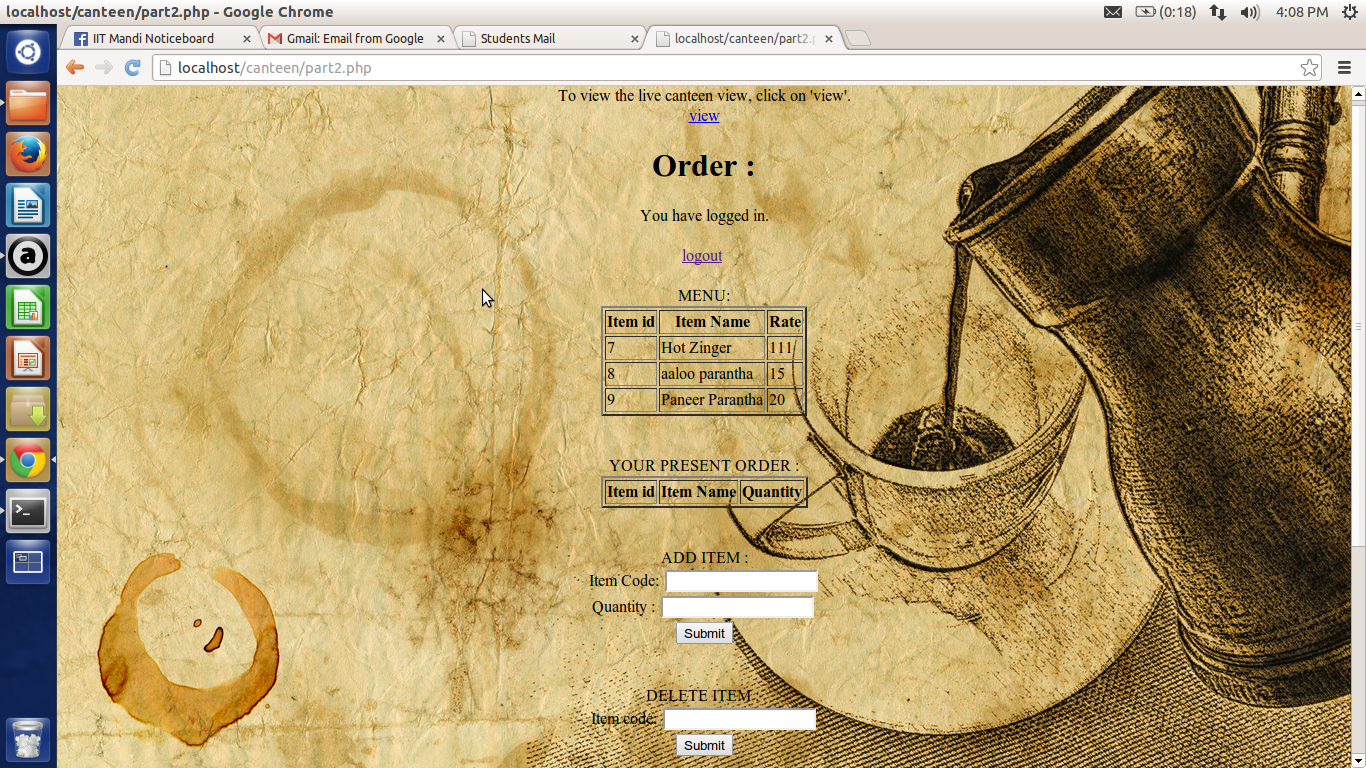 localhost/canteen/part2.php - Google Chrome
(0:18) 4:08 PM
IIT Mandi Noticeboard
Gmail: Email from Google
Students Mail
localhost/canteen/part2.p
localhost/canteen/part2.php
To view the live canteen view, click on 'view'.
view
Order :
You have logged in.
logout
MENU:
Item id Item Name Rate
7 Hot Zinger 111
8 aaloo parantha 15
9 Paneer Parantha 20
YOUR PRESENT ORDER :
Item id Item Name Quantity
ADD ITEM :
Item Code:
Quantity :
Submit
DELETE ITEM :
Item code:
Submit